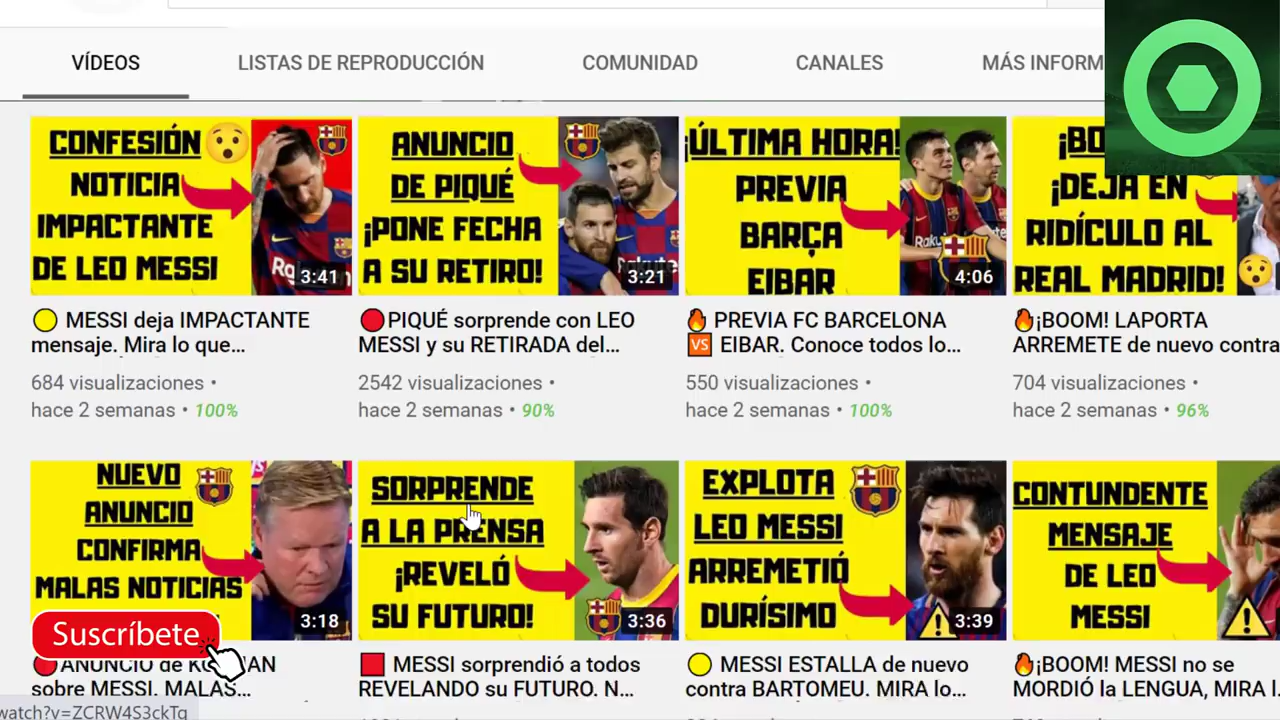 VÍDEOS
LISTAS DE REPRODUCCIÓN
COMUNIDAD
CANALES
MÁS INFORM
CONFESIÓN
NOTICIA
IMPACTANTE
DE LEO MESSI
3:41
ANUNCIO
DE PIQUÉ
¡PONE FECHA
A SU RETIRO!
3:21
¡ÚLTIMA HORA!
PREVIA
BARÇA
EIBAR
4:06
¡BO
¡DEJA EN
RIDÍCULO AL
REAL MADRID!
MESSI deja IMPACTANTE
mensaje. Mira lo que...
684 visualizaciones •
hace 2 semanas • 100%
PIQUÉ sorprende con LEO
MESSI y su RETIRADA del...
2542 visualizaciones •
hace 2 semanas • 90%
🔥 PREVIA FC BARCELONA
🆚 EIBAR. Conoce todos lo...
550 visualizaciones •
hace 2 semanas • 100%
🔥¡BOOM! LAPORTA
ARREMETE de nuevo contra
704 visualizaciones •
hace 2 semanas • 96%
NUEVO
ANUNCIO
CONFIRMA
MALAS NOTICIAS
3:18
SORPRENDE
A LA PRENSA
¡REVELÓ
SU FUTURO!
3:36
EXPLOTA
LEO MESSI
ARREMETIÓ
DURÍSIMO
3:39
CONTUNDENTE
MENSAJE
DE LEO
MESSI
Suscríbete
ANUNCIO de
sobre MESSI. MALAS...
MESSI sorprendió a todos
REVELANDO su FUTURO. N...
MESSI ESTALLA de nuevo
contra BARTOMEU. MIRA lo...
🔥¡BOOM! MESSI no se
MORDIÓ la LENGUA, MIRA l
watch?v=ZCRW4S3ckTg